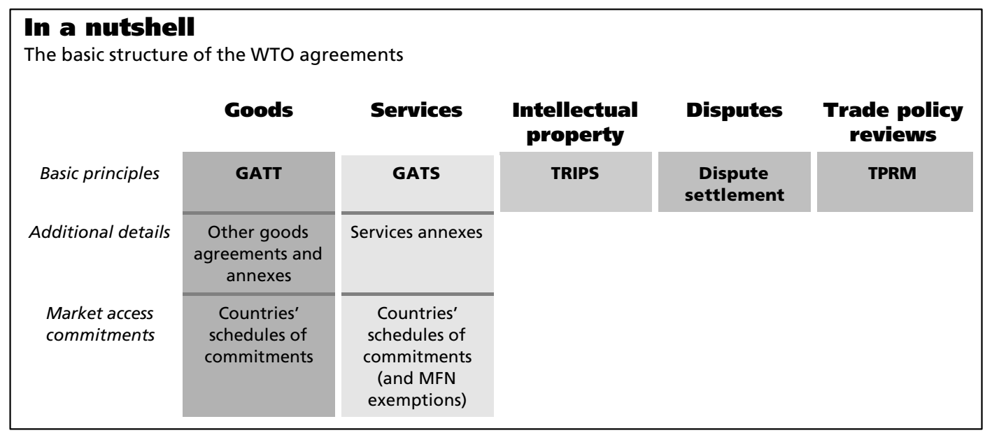 In a nutshell
The basic structure of the WTO agreements
Goods Services Intellectual property Disputes Trade policy reviews
Basic principles GATT GATS TRIPS Dispute settlement TPRM
Additional details Other goods agreements and annexes Services annexes
Market access commitments Countries’ schedules of commitments Countries’ schedules of commitments (and MFN exemptions)